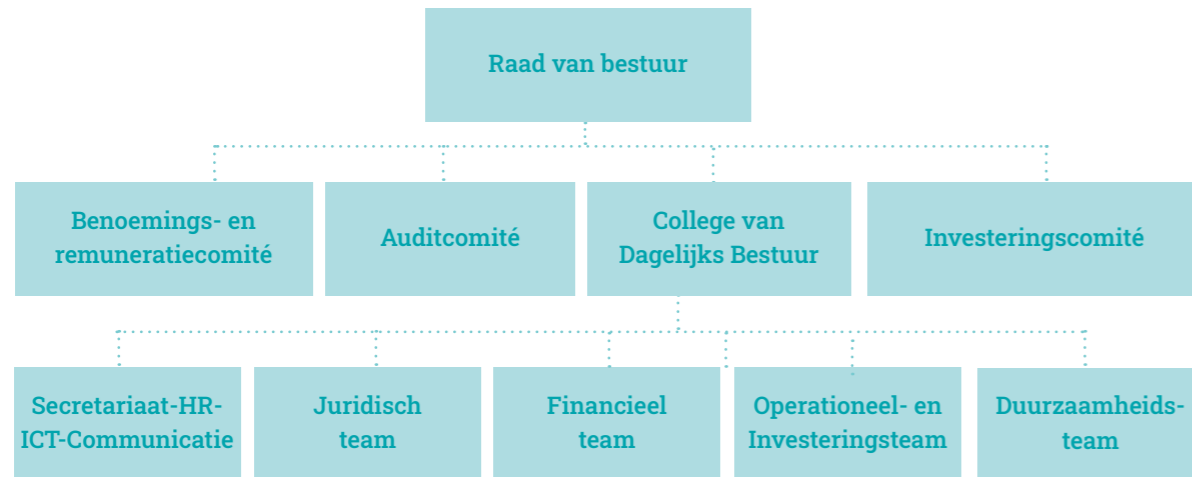 Raad van bestuur
Benoemings- en
remuneratiecomité
Auditcomité
College van
Dagelijks Bestuur
Investeringscomité
Secretariaat-HR-
ICT-Communicatie
Juridisch
team
Financieel
team
Operationeel- en
Investeringsteam
Duurzaamheids-
team